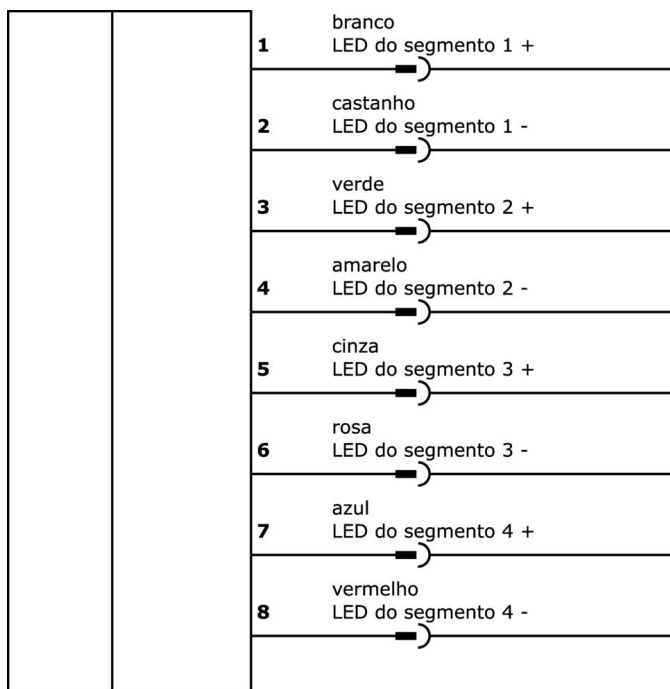 branco
1 LED do segmento 1 +
castanho
2 LED do segmento 1 -
verde
3 LED do segmento 2 +
amarelo
4 LED do segmento 2 -
cinza
5 LED do segmento 3 +
rosa
6 LED do segmento 3 -
azul
7 LED do segmento 4 +
vermelho
8 LED do segmento 4 -